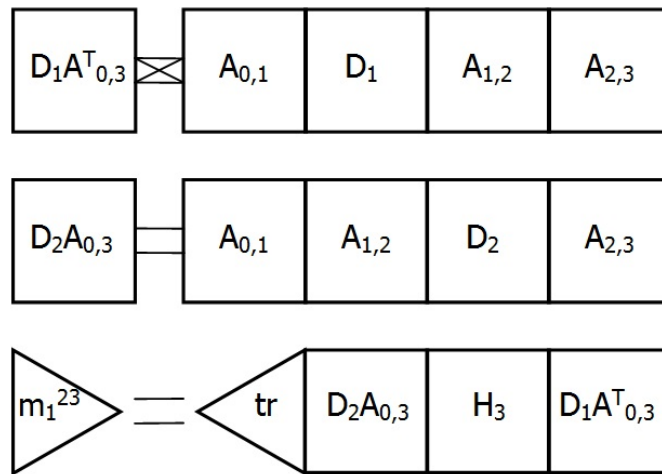 D₁Aᵀ₀,₃ = A₀,₁ D₁ A₁,₂ A₂,₃
D₂A₀,₃ = A₀,₁ A₁,₂ D₂ A₂,₃
m₁²³ = tr D₂A₀,₃ H₃ D₁Aᵀ₀,₃